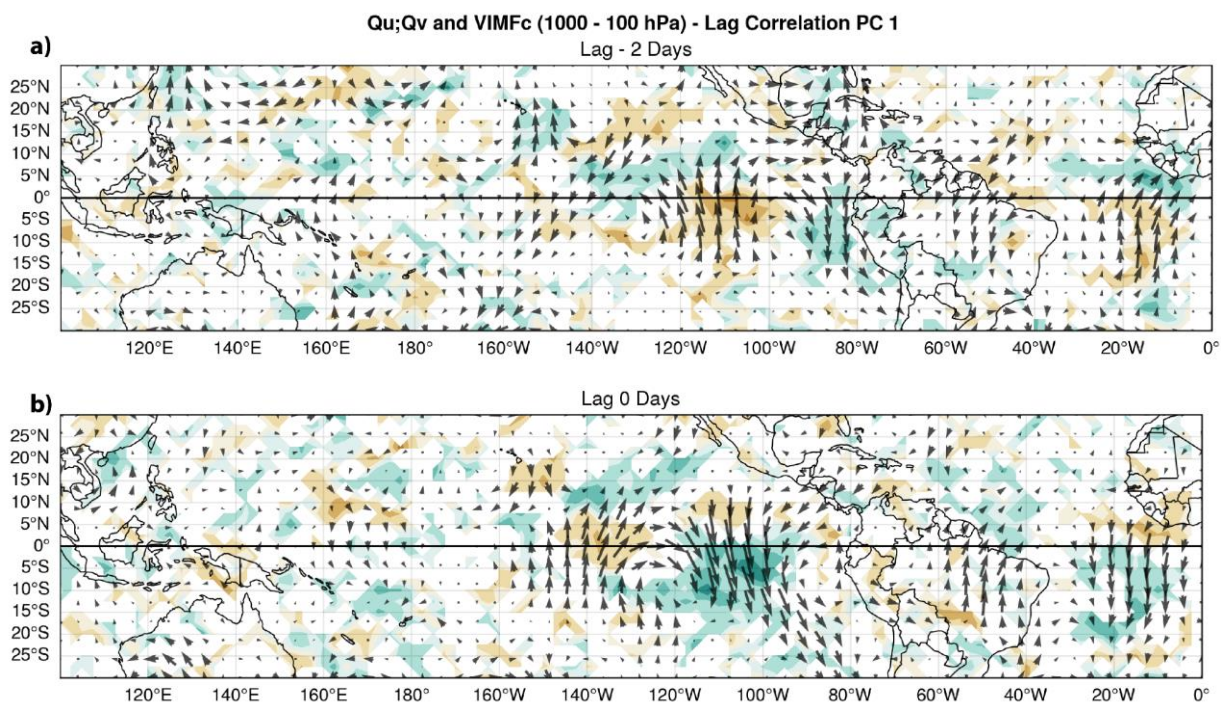 Qu;Qv and VIMFc (1000 - 100 hPa) - Lag Correlation PC 1
a)
Lag - 2 Days
25°N
20°N
15°N
10°N
5°N
0°
5°S
10°S
15°S
20°S
25°S
120°E 140°E 160°E 180° 160°W 140°W 120°W 100°W 80°W 60°W 40°W 20°W 0°
b)
Lag 0 Days
25°N
20°N
15°N
10°N
5°N
0°
5°S
10°S
15°S
20°S
25°S
120°E 140°E 160°E 180° 160°W 140°W 120°W 100°W 80°W 60°W 40°W 20°W 0°